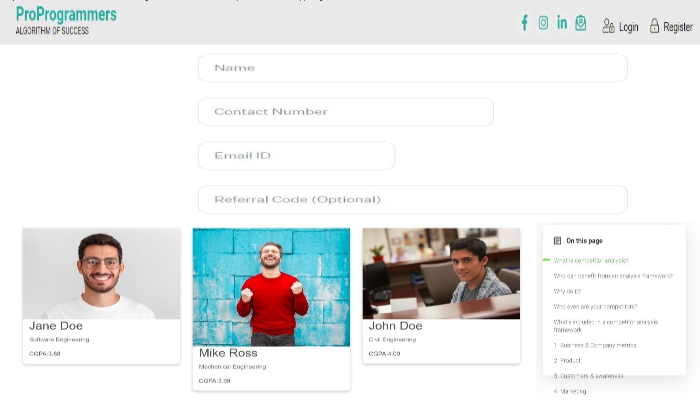 ProProgrammers
ALGORITHM OF SUCCESS
Login
Register
Name
Contact Number
Email ID
Referral Code (Optional)
Jane Doe
Software Engineering
CGPA:3.68
Mike Ross
Mechanical Engineering
CGPA:3.98
John Doe
Civil Engineering
CGPA:4.00
On this page
What is competitor analysis?
Who can benefit from an analysis framework?
Why do it?
Who even are your competitors?
What's included in a competitor analysis
framework
1. Business & Company metrics
2. Product
3. Customers & awareness
4. Marketing